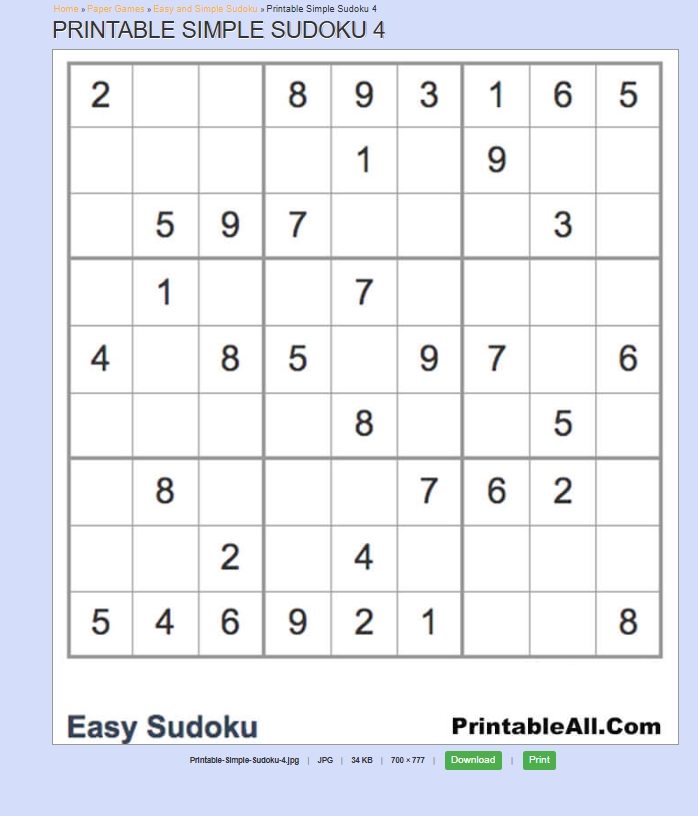 Home » Paper Games » Easy and Simple Sudoku » Printable Simple Sudoku 4
PRINTABLE SIMPLE SUDOKU 4
2 8 9 3 1 6 5
1 9
5 9 7 3
1 7
4 8 5 9 7 6
8 5
8 7 6 2
2 4
5 4 6 9 2 1 8
Easy Sudoku PrintableAll.Com
Printable-Simple-Sudoku-4.jpg | JPG | 34 KB | 700 × 777 | Download | Print